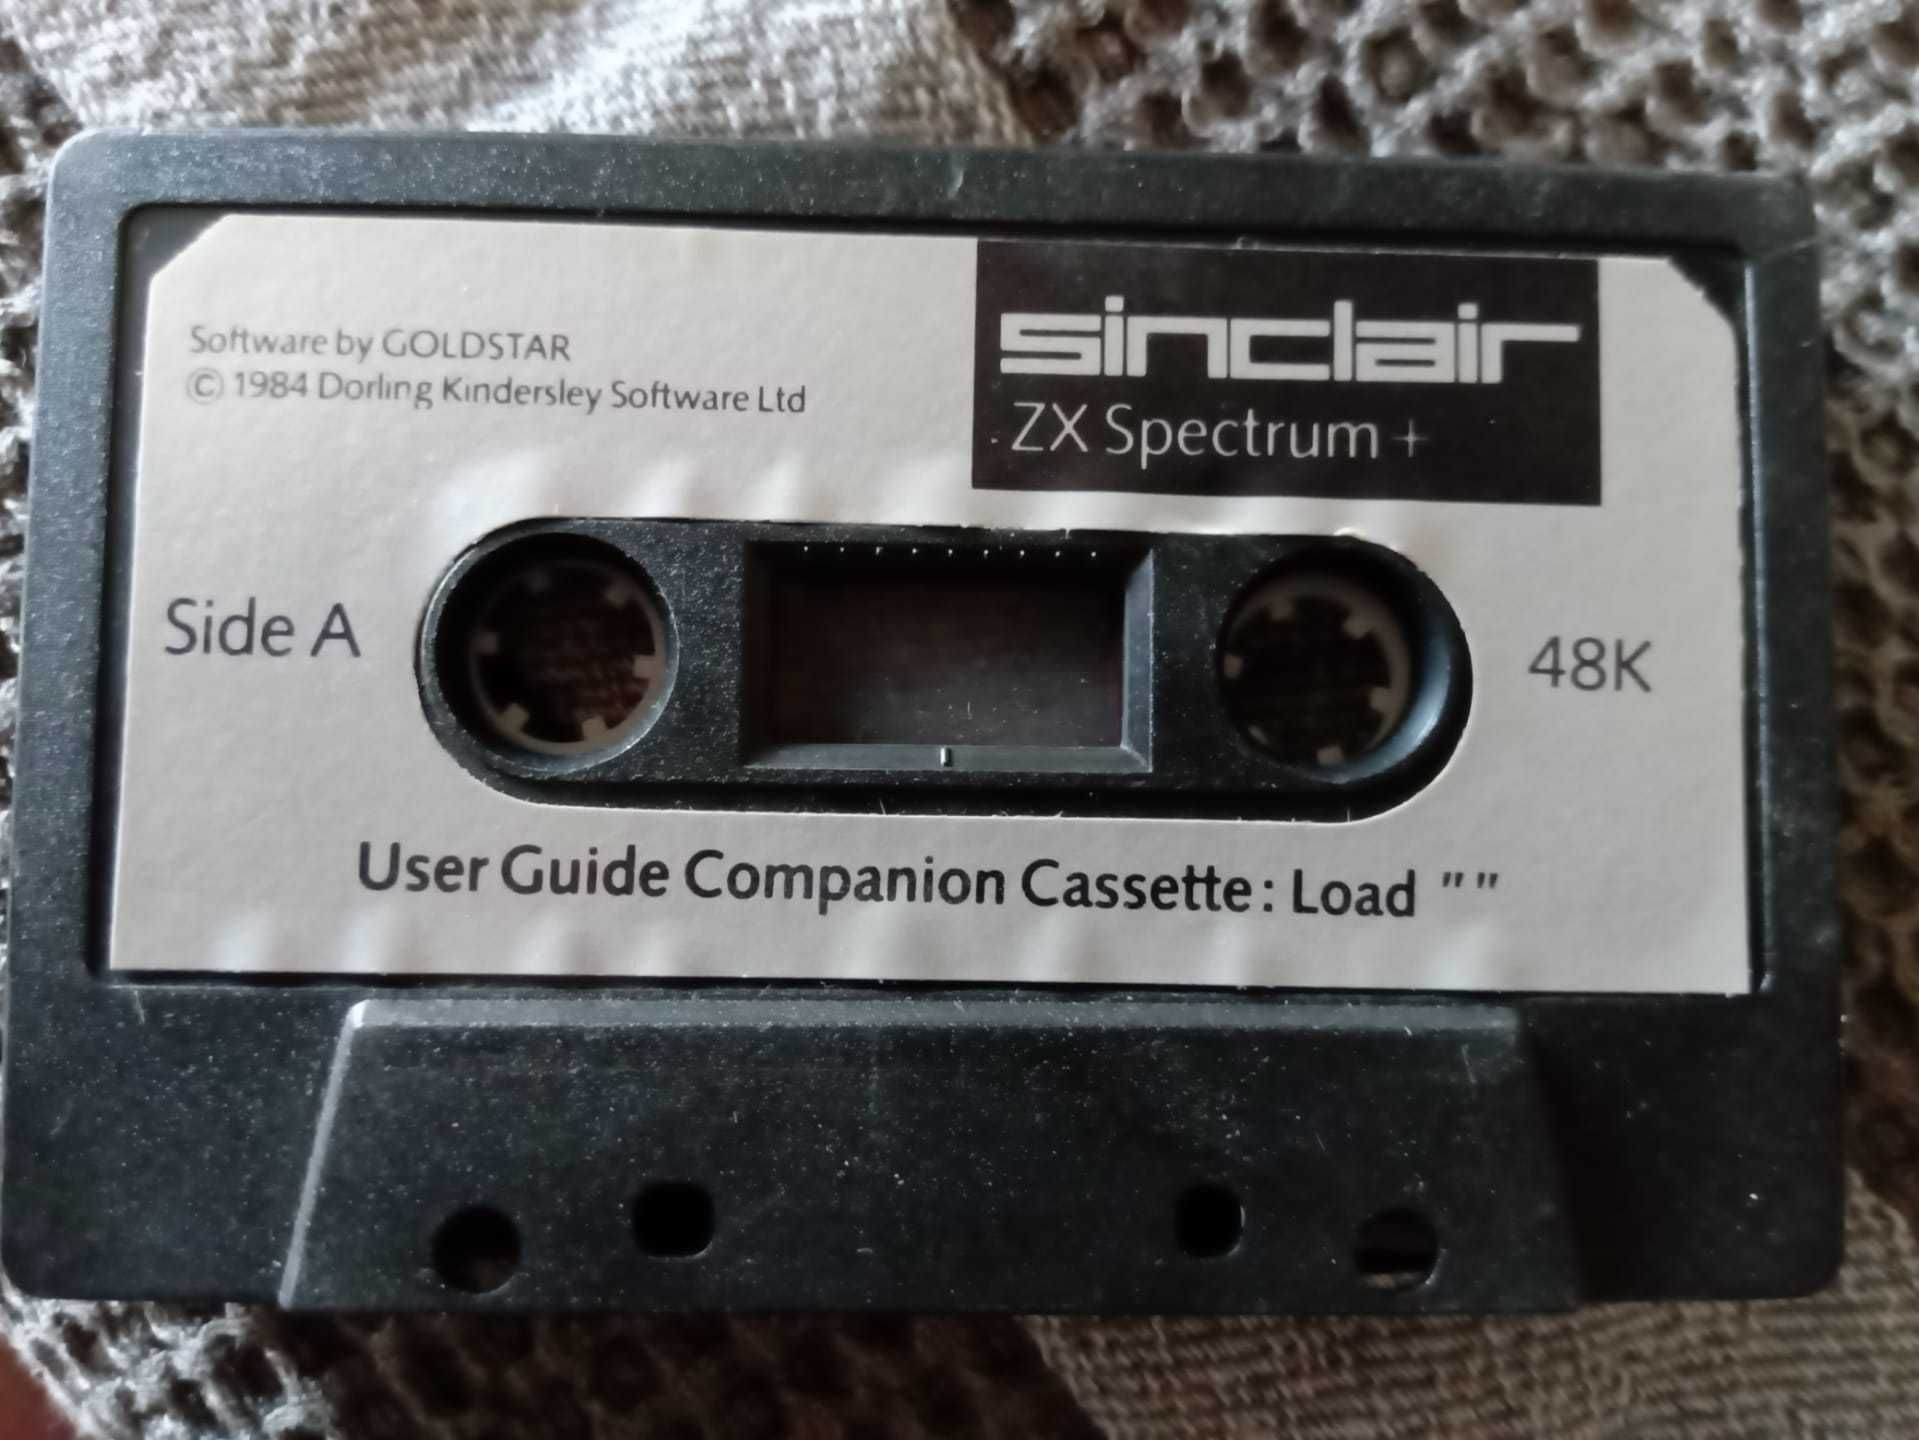 Software by GOLDSTAR
© 1984 Dorling Kindersley Software Ltd
sinclair
ZX Spectrum +
Side A
48K
User Guide Companion Cassette: Load " "